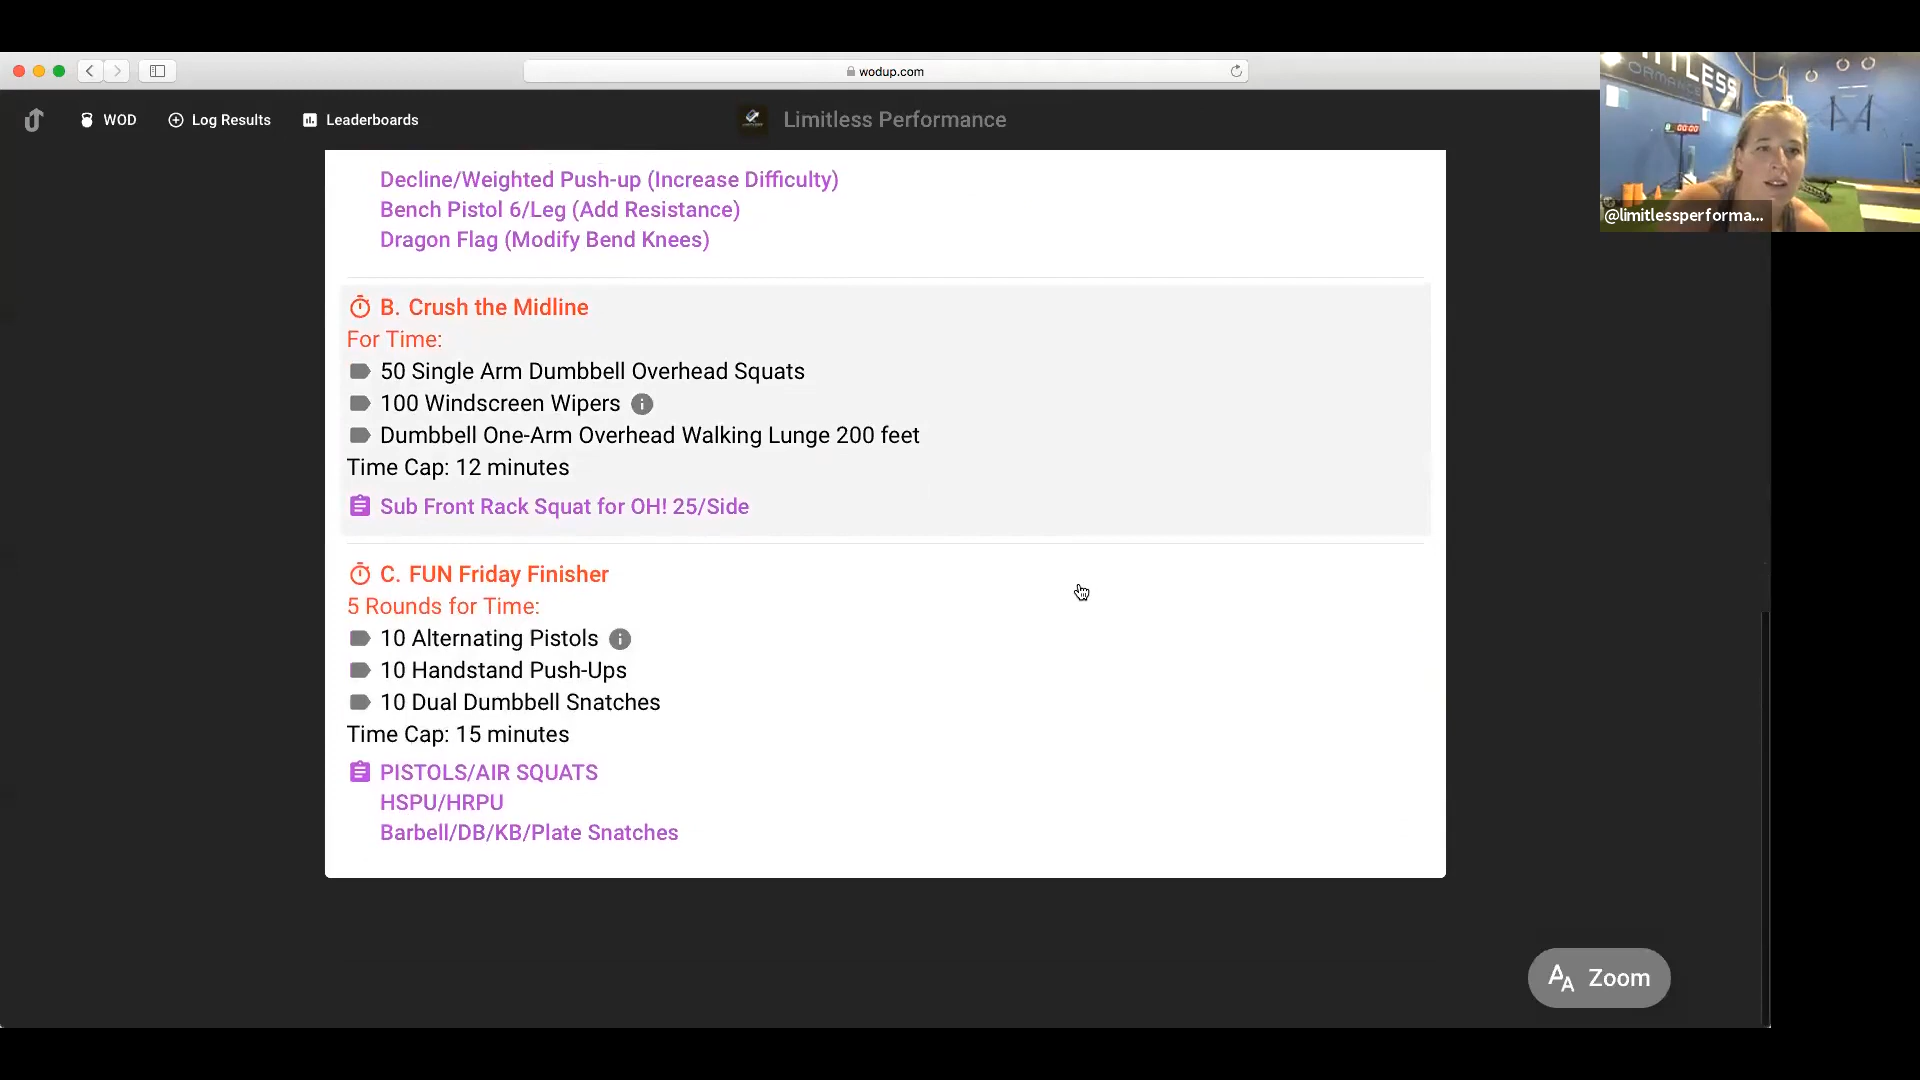 wodup.com
WOD
Log Results
Leaderboards
Limitless Performance
@limitlessperforma...
00:00
Decline/Weighted Push-up (Increase Difficulty)
Bench Pistol 6/Leg (Add Resistance)
Dragon Flag (Modify Bend Knees)
B. Crush the Midline
For Time:
50 Single Arm Dumbbell Overhead Squats
100 Windscreen Wipers
Dumbbell One-Arm Overhead Walking Lunge 200 feet
Time Cap: 12 minutes
Sub Front Rack Squat for OH! 25/Side
C. FUN Friday Finisher
5 Rounds for Time:
10 Alternating Pistols
10 Handstand Push-Ups
10 Dual Dumbbell Snatches
Time Cap: 15 minutes
PISTOLS/AIR SQUATS
HSPU/HRPU
Barbell/DB/KB/Plate Snatches
Zoom